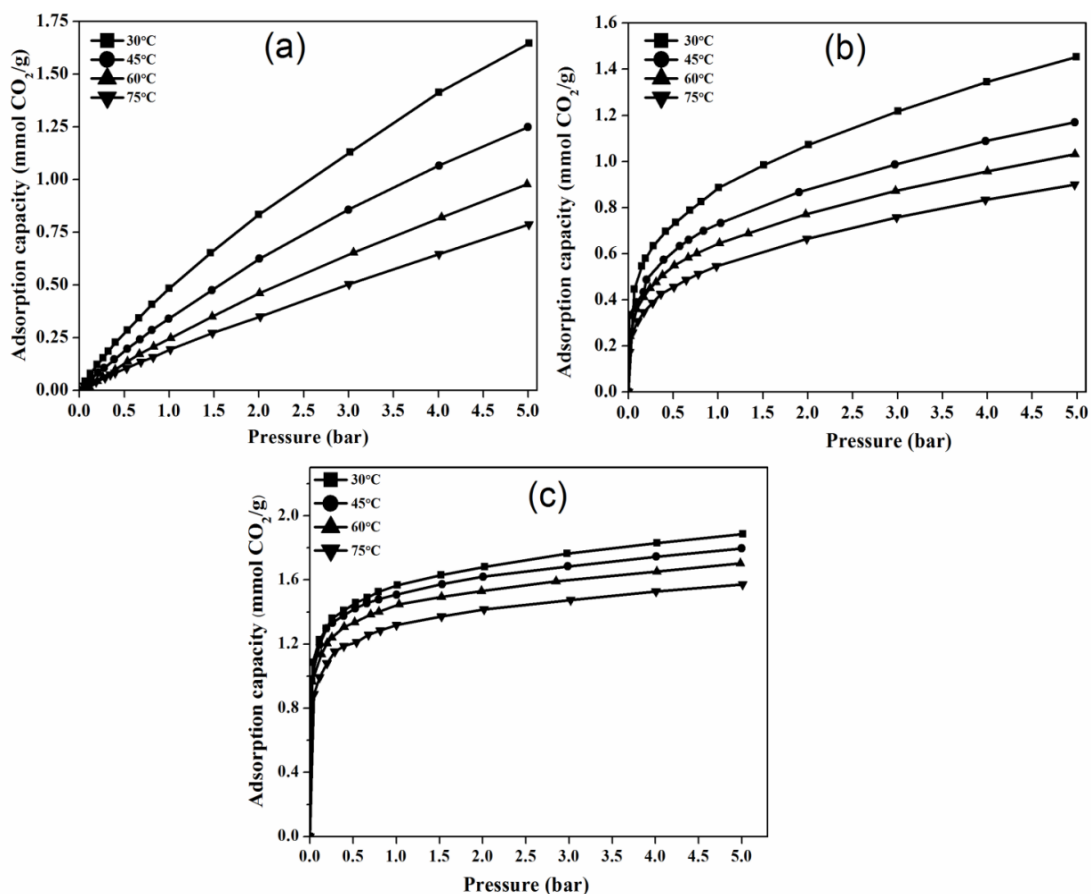 (a)
30°C
45°C
60°C
75°C
Adsorption capacity (mmol CO₂/g)
1.75
1.50
1.25
1.00
0.75
0.50
0.25
0.00
0.0 0.5 1.0 1.5 2.0 2.5 3.0 3.5 4.0 4.5 5.0
Pressure (bar)
(b)
30°C
45°C
60°C
75°C
Adsorption capacity (mmol CO₂/g)
1.6
1.4
1.2
1.0
0.8
0.6
0.4
0.2
0.0
0.0 0.5 1.0 1.5 2.0 2.5 3.0 3.5 4.0 4.5 5.0
Pressure (bar)
(c)
30°C
45°C
60°C
75°C
Adsorption capacity (mmol CO₂/g)
2.0
1.6
1.2
0.8
0.4
0.0
0.0 0.5 1.0 1.5 2.0 2.5 3.0 3.5 4.0 4.5 5.0
Pressure (bar)